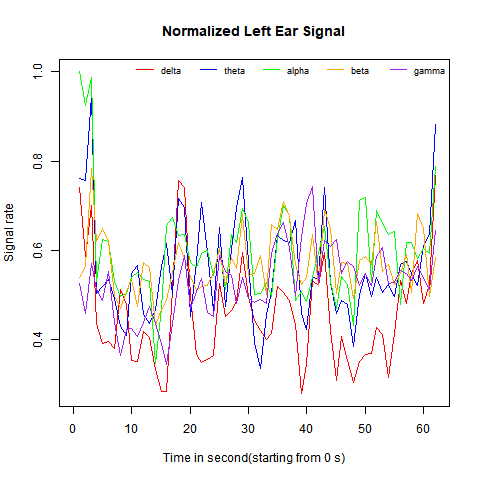 Normalized Left Ear Signal
delta theta alpha beta gamma
1.0
0.8
0.6
0.4
Signal rate
0 10 20 30 40 50 60
Time in second(starting from 0 s)